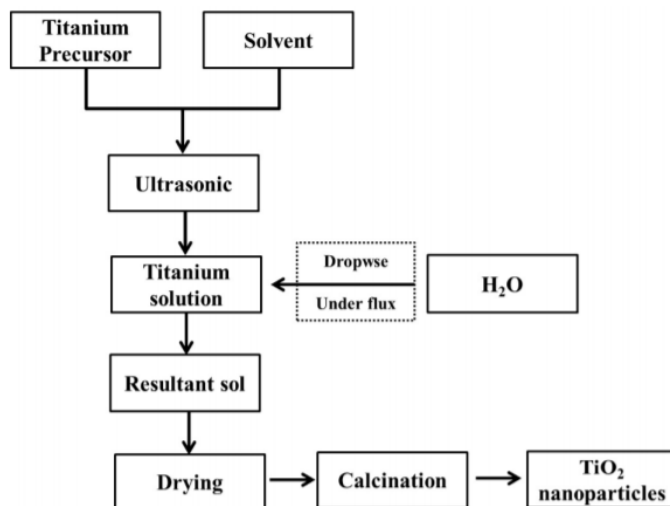 Titanium
Precursor
Solvent
Ultrasonic
Titanium
solution
Dropwse
Under flux
H₂O
Resultant sol
Drying
Calcination
TiO₂
nanoparticles